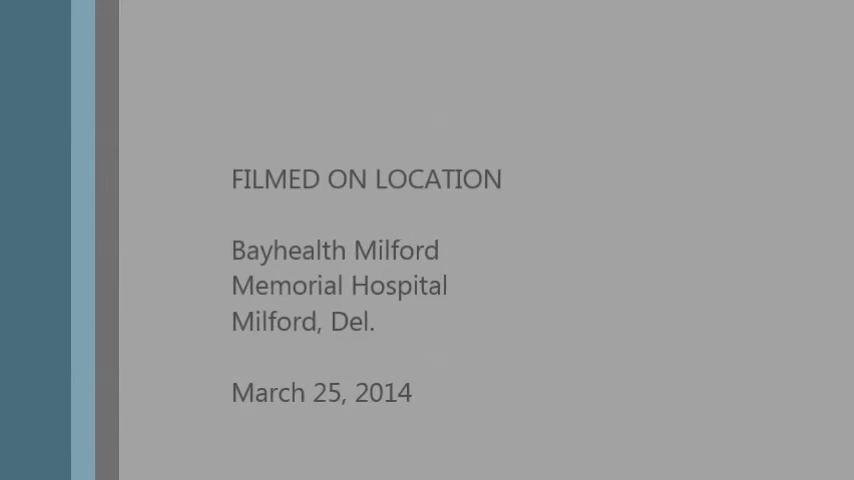 FILMED ON LOCATION
Bayhealth Milford
Memorial Hospital
Milford, Del.
March 25, 2014